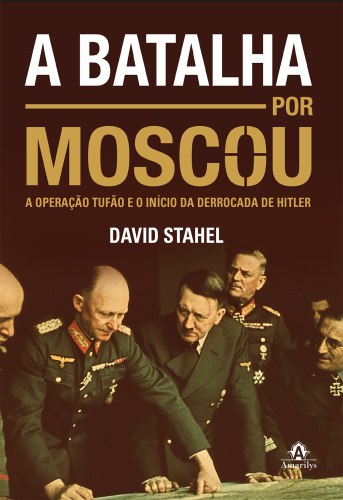 A BATALHA
POR
MOSCOU
A OPERAÇÃO TUFÃO E O INÍCIO DA DERROCADA DE HITLER
DAVID STAHEL
A
Amarilys